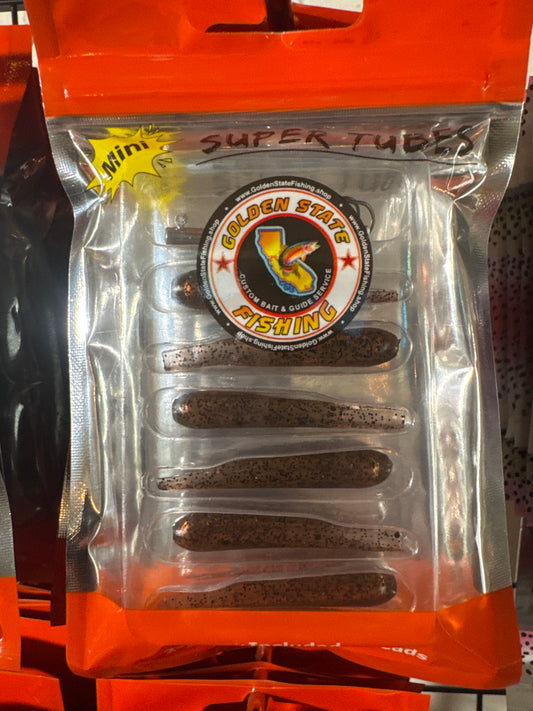 Mini
SUPER TUBES
www.GoldenStateFishing.shop
www.GoldenStateFishing.shop
GOLDEN STATE
CUSTOM BAIT & GUIDE SERVICE
FISHING
www.GoldenStateFishing.shop
Included